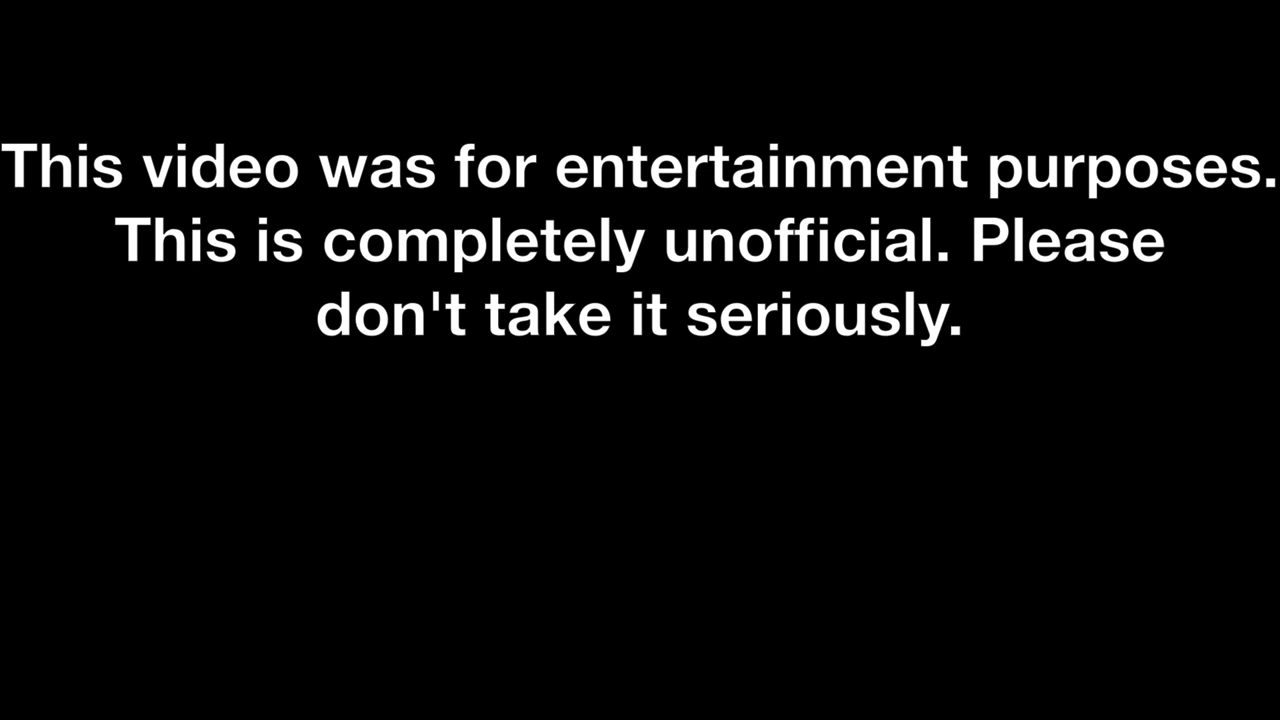 This video was for entertainment purposes.
This is completely unofficial. Please
don't take it seriously.